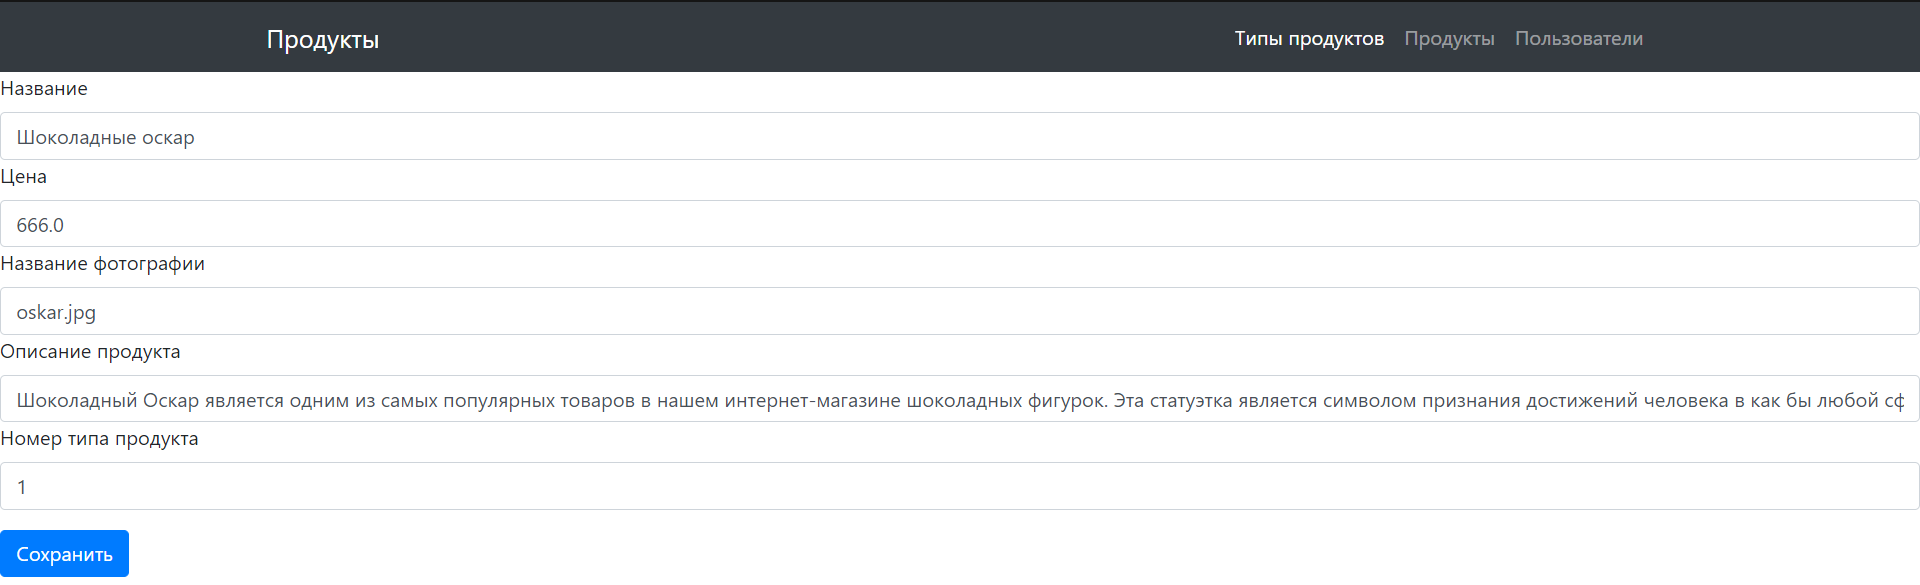 Продукты Типы продуктов Продукты Пользователи
Название
Шоколадные оскар
Цена
666.0
Название фотографии
oskar.jpg
Описание продукта
Шоколадный Оскар является одним из самых популярных товаров в нашем интернет-магазине шоколадных фигурок. Эта статуэтка является символом признания достижений человека в как бы любой сф
Номер типа продукта
1
Сохранить